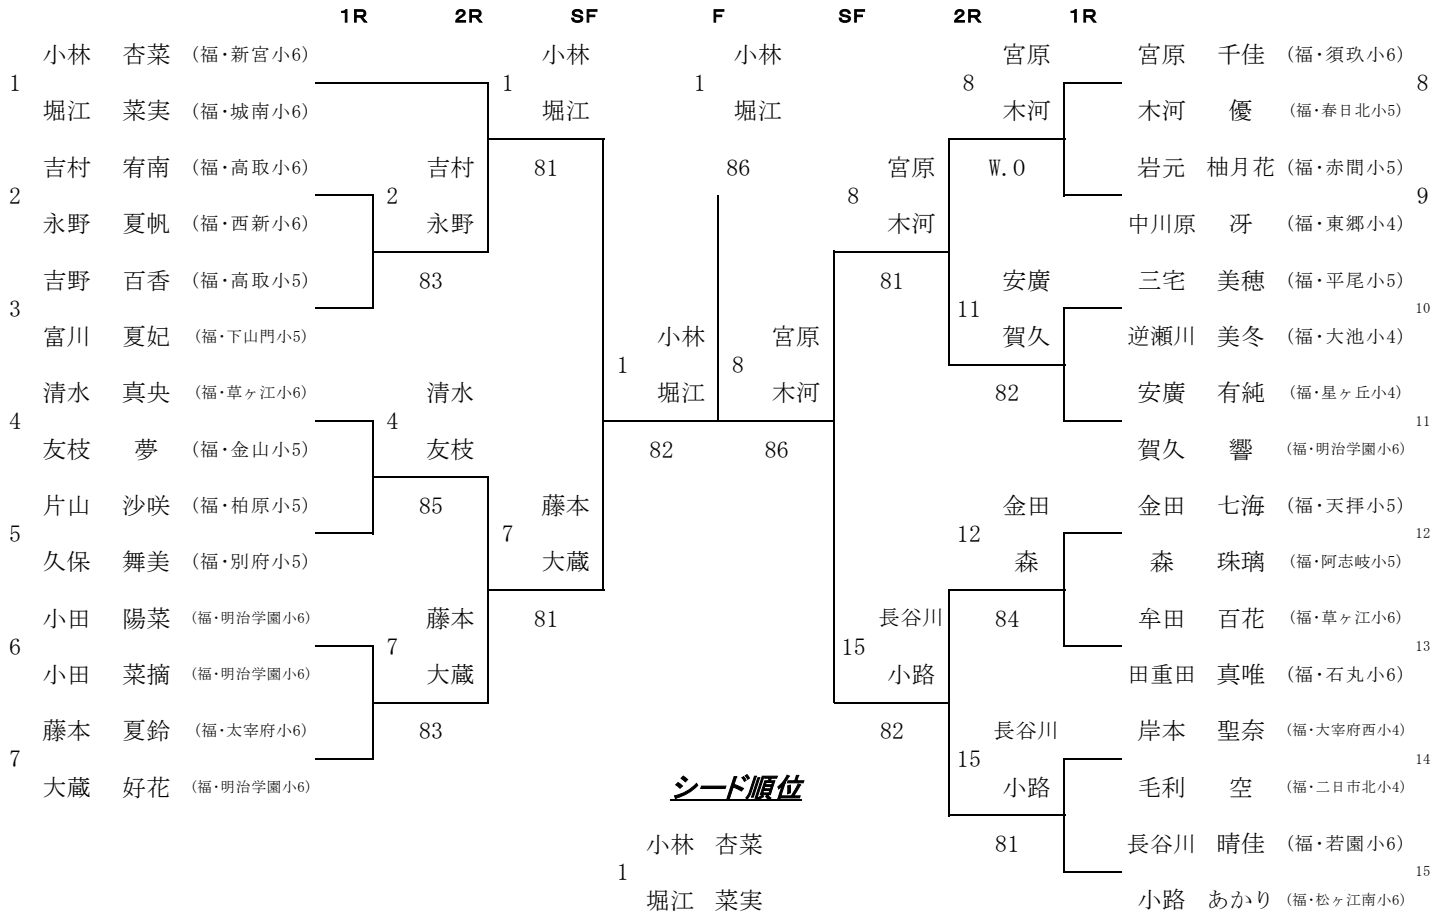 1R 2R SF F SF 2R 1R
小林 杏菜 (福・新宮小6) 小林 小林 宮原 宮原 千佳 (福・須玖小6)
1 1 1 8 8
堀江 菜実 (福・城南小6) 堀江 堀江 木河 木河 優 (福・春日北小5)
吉村 宥南 (福・高取小6) 吉村 81 86 宮原 W.O 岩元 柚月花 (福・赤間小5)
2 2 8 9
永野 夏帆 (福・西新小6) 永野 木河 中川原 冴 (福・東郷小4)
吉野 百香 (福・高取小5) 83 81 安廣 三宅 美穂 (福・平尾小5)
3 11 10
富川 夏妃 (福・下山門小5) 小林 宮原 賀久 逆瀬川 美冬 (福・大池小4)
1 8
清水 真央 (福・草ヶ江小6) 清水 堀江 木河 82 安廣 有純 (福・星ヶ丘小4)
4 4 11
友枝 夢 (福・金山小5) 友枝 82 86 賀久 響 (福・明治学園小6)
片山 沙咲 (福・柏原小5) 85 藤本 金田 金田 七海 (福・天拝小5)
5 7 12 12
久保 舞美 (福・別府小5) 大蔵 森 森 珠璃 (福・阿志岐小5)
小田 陽菜 (福・明治学園小6) 藤本 81 長谷川 84 牟田 百花 (福・草ヶ江小6)
6 7 15 13
小田 菜摘 (福・明治学園小6) 大蔵 小路 田重田 真唯 (福・石丸小6)
藤本 夏鈴 (福・太宰府小6) 83 82 長谷川 岸本 聖奈 (福・大宰府西小4)
7 15 14
大蔵 好花 (福・明治学園小6) シード順位 小路 毛利 空 (福・二日市北小4)
小林 杏菜 81 長谷川 晴佳 (福・若園小6)
1 15
堀江 菜実 小路 あかり (福・松ヶ江南小6)